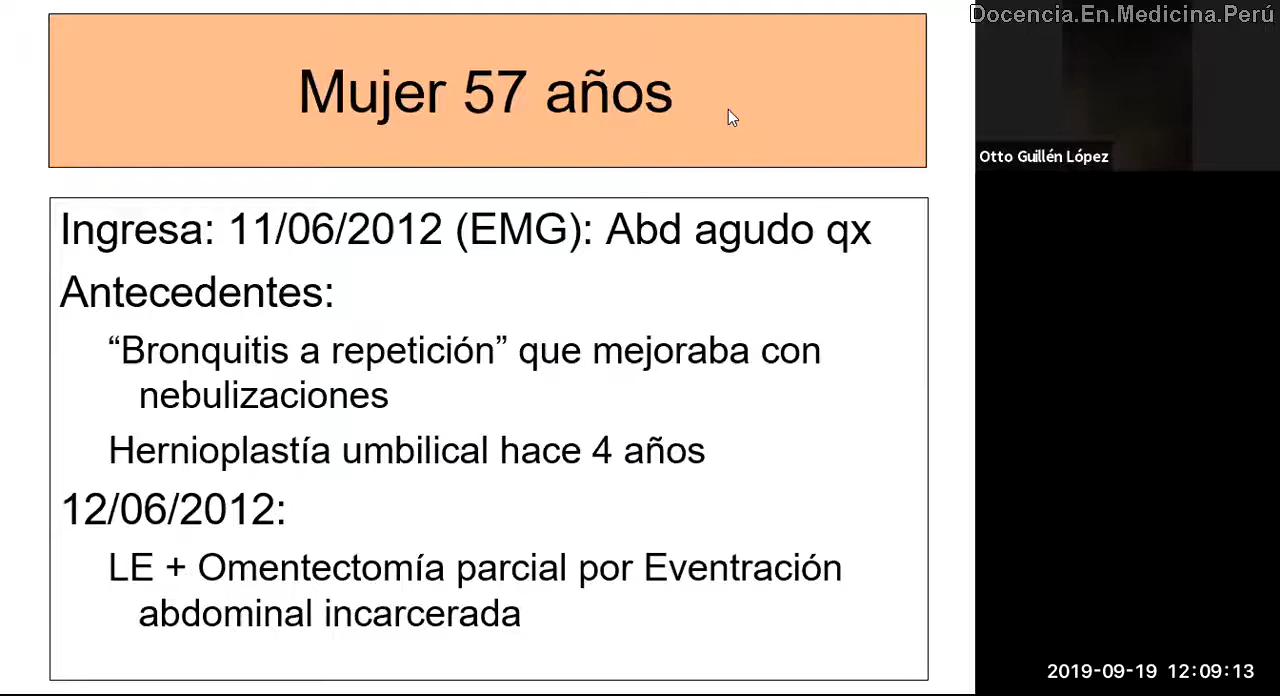 Docencia.En.Medicina.Perú
Mujer 57 años
Otto Guillén López
Ingresa: 11/06/2012 (EMG): Abd agudo qx
Antecedentes:
“Bronquitis a repetición” que mejoraba con
nebulizaciones
Hernioplastía umbilical hace 4 años
12/06/2012:
LE + Omentectomía parcial por Eventración
abdominal incarcerada
2019-09-19 12:09:13